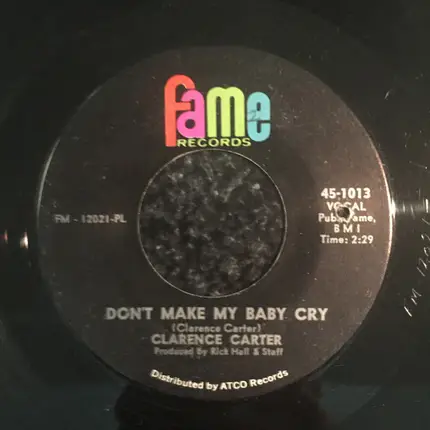 fame
RECORDS
45-1013
VOCAL
Pub. Fame,
BMI
Time: 2:29
FM - 12021-PL
DON'T MAKE MY BABY CRY
(Clarence Carter)
CLARENCE CARTER
Produced by Rick Hall & Staff
Distributed by ATCO Records